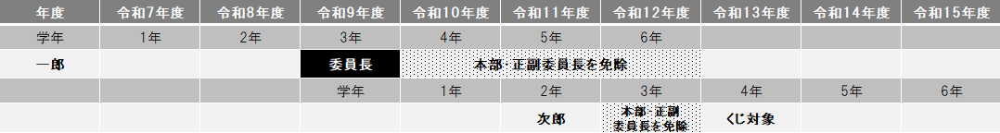 年度 令和7年度 令和8年度 令和9年度 令和10年度 令和11年度 令和12年度 令和13年度 令和14年度 令和15年度
学年 1年 2年 3年 4年 5年 6年
一郎 委員長 本部・正副委員長を免除
学年 1年 2年 3年 4年 5年 6年
次郎 本部・正副
委員長を免除 くじ対象